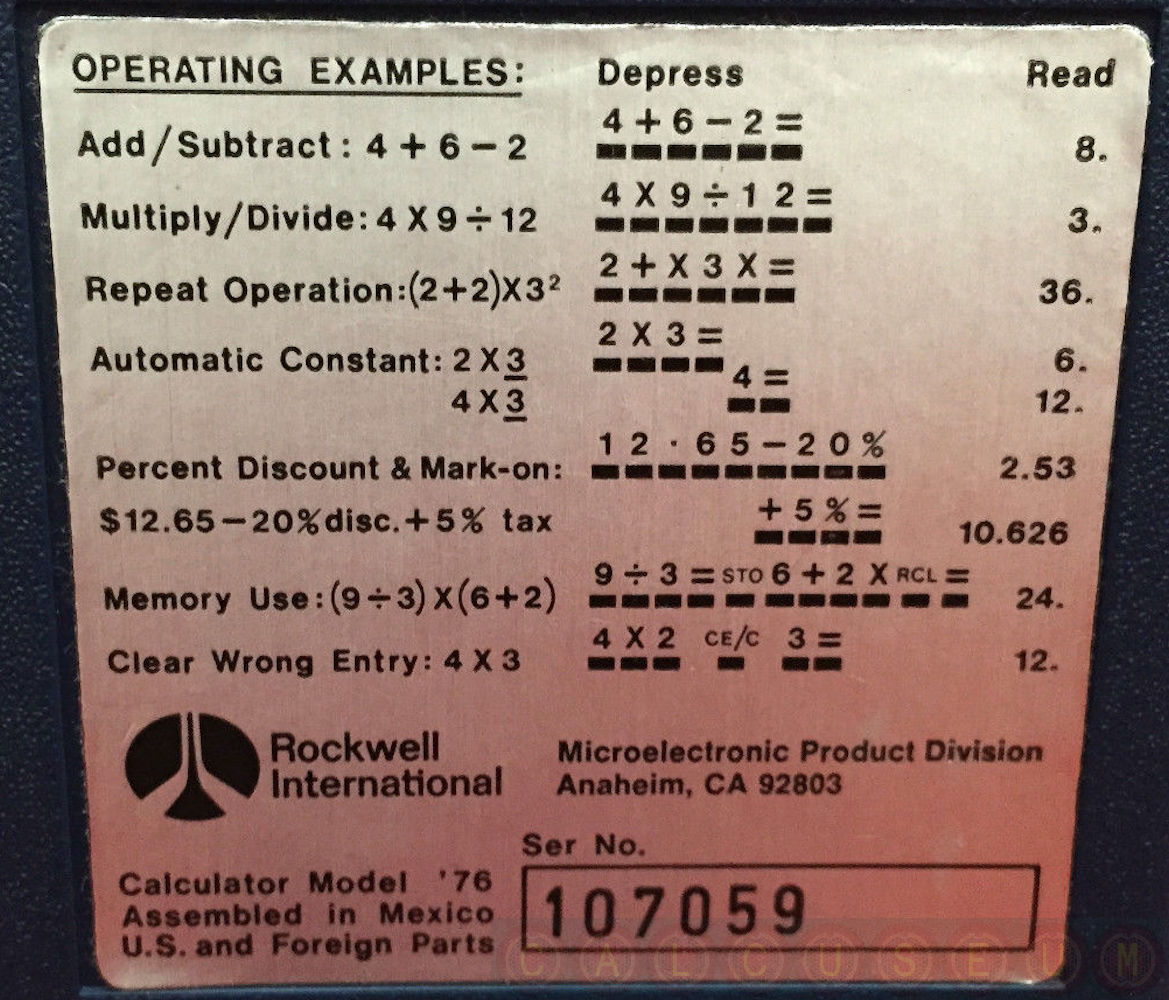 OPERATING EXAMPLES: Depress Read
Add/Subtract: 4 + 6 − 2 4 + 6 − 2 = 8.
Multiply/Divide: 4 X 9 ÷ 12 4 X 9 ÷ 1 2 = 3.
Repeat Operation:(2+2)X3² 2 + X 3 X = 36.
Automatic Constant: 2 X 3 2 X 3 = 6.
4 X 3 4 = 12.
Percent Discount & Mark-on: 1 2 · 6 5 − 2 0 % 2.53
$12.65−20%disc.+5% tax + 5 % = 10.626
Memory Use:(9÷3)X(6+2) 9 ÷ 3 = STO 6 + 2 X RCL = 24.
Clear Wrong Entry: 4 X 3 4 X 2 CE/C 3 = 12.
Rockwell
International
Microelectronic Product Division
Anaheim, CA 92803
Calculator Model '76
Assembled in Mexico
U.S. and Foreign Parts
Ser No.
107059
CALCUSEUM